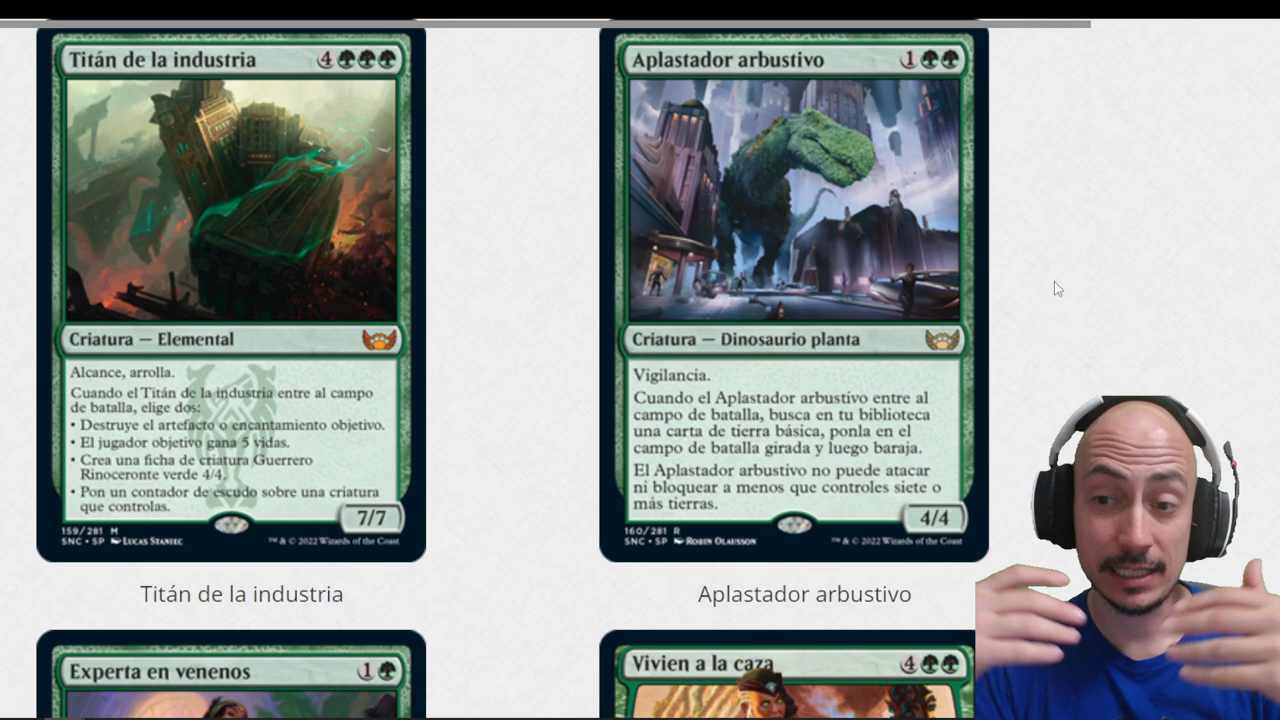 Titán de la industria 4
Criatura — Elemental
Alcance, arrolla.
Cuando el Titán de la industria entre al campo
de batalla, elige dos:
• Destruye el artefacto o encantamiento objetivo.
• El jugador objetivo gana 5 vidas.
• Crea una ficha de criatura Guerrero
Rinoceronte verde 4/4.
• Pon un contador de escudo sobre una criatura
que controlas.
7/7
159/281 M
SNC • SP LUCAS STANIEC
™ & © 2022 Wizards of the Coast
Titán de la industria
Aplastador arbustivo 1
Criatura — Dinosaurio planta
Vigilancia.
Cuando el Aplastador arbustivo entre al
campo de batalla, busca en tu biblioteca
una carta de tierra básica, ponla en el
campo de batalla girada y luego baraja.
El Aplastador arbustivo no puede atacar
ni bloquear a menos que controles siete o
más tierras.
4/4
160/281 R
SNC • SP ROBIN OLAUSSON
™ & © 2022 Wizards of the Coast
Aplastador arbustivo
Experta en venenos 1
Vivien a la caza 4